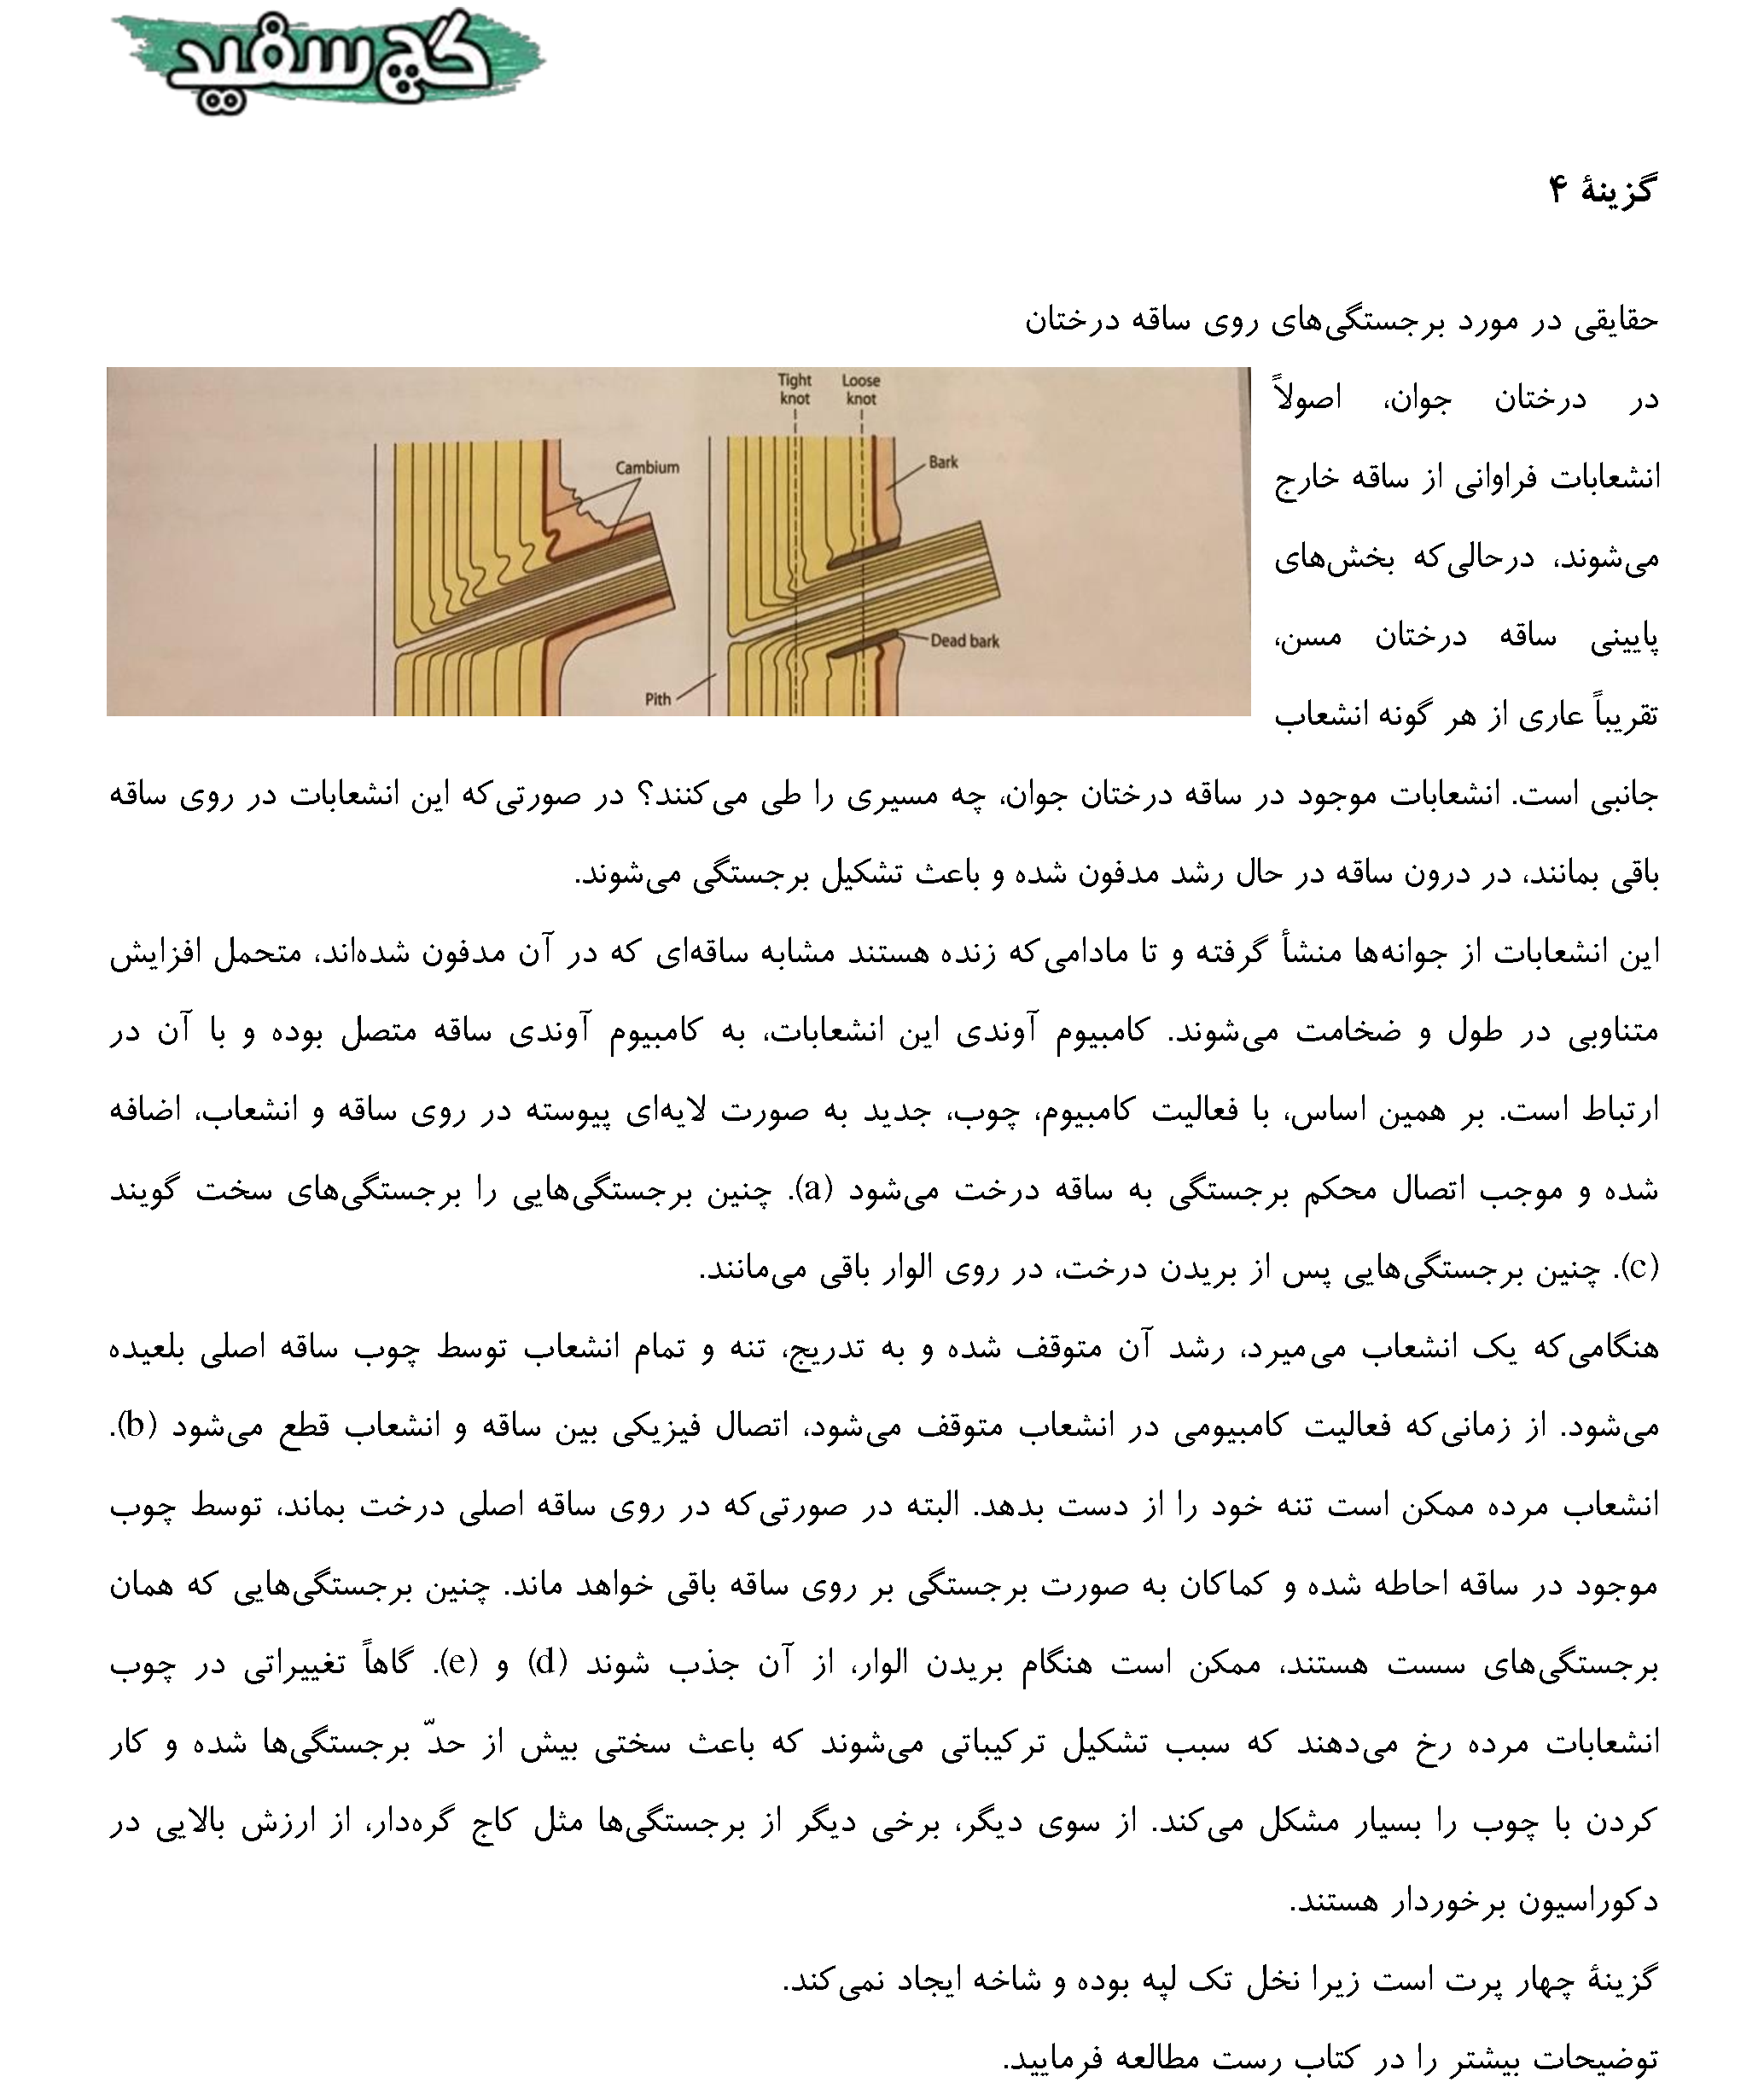 گچ سفید
گزینهٔ ۴
حقایقی در مورد برجستگی‌های روی ساقه درختان
در درختان جوان، اصولاً
انشعابات فراوانی از ساقه خارج
می‌شوند، درحالی‌که بخش‌های
پایینی ساقه درختان مسن،
تقریباً عاری از هر گونه انشعاب
Tight knot
Loose knot
Cambium
Bark
Dead bark
Pith
جانبی است. انشعابات موجود در ساقه درختان جوان، چه مسیری را طی می‌کنند؟ در صورتی‌که این انشعابات در روی ساقه
باقی بمانند، در درون ساقه در حال رشد مدفون شده و باعث تشکیل برجستگی می‌شوند.
این انشعابات از جوانه‌ها منشأ گرفته و تا مادامی‌که زنده هستند مشابه ساقه‌ای که در آن مدفون شده‌اند، متحمل افزایش
متناوبی در طول و ضخامت می‌شوند. کامبیوم آوندی این انشعابات، به کامبیوم آوندی ساقه متصل بوده و با آن در
ارتباط است. بر همین اساس، با فعالیت کامبیوم، چوب، جدید به صورت لایه‌ای پیوسته در روی ساقه و انشعاب، اضافه
شده و موجب اتصال محکم برجستگی به ساقه درخت می‌شود (a). چنین برجستگی‌هایی را برجستگی‌های سخت گویند
(c). چنین برجستگی‌هایی پس از بریدن درخت، در روی الوار باقی می‌مانند.
هنگامی‌که یک انشعاب می‌میرد، رشد آن متوقف شده و به تدریج، تنه و تمام انشعاب توسط چوب ساقه اصلی بلعیده
می‌شود. از زمانی‌که فعالیت کامبیومی در انشعاب متوقف می‌شود، اتصال فیزیکی بین ساقه و انشعاب قطع می‌شود (b).
انشعاب مرده ممکن است تنه خود را از دست بدهد. البته در صورتی‌که در روی ساقه اصلی درخت بماند، توسط چوب
موجود در ساقه احاطه شده و کماکان به صورت برجستگی بر روی ساقه باقی خواهد ماند. چنین برجستگی‌هایی که همان
برجستگی‌های سست هستند، ممکن است هنگام بریدن الوار، از آن جذب شوند (d) و (e). گاهاً تغییراتی در چوب
انشعابات مرده رخ می‌دهند که سبب تشکیل ترکیباتی می‌شوند که باعث سختی بیش از حدّ برجستگی‌ها شده و کار
کردن با چوب را بسیار مشکل می‌کند. از سوی دیگر، برخی دیگر از برجستگی‌ها مثل کاج گره‌دار، از ارزش بالایی در
دکوراسیون برخوردار هستند.
گزینهٔ چهار پرت است زیرا نخل تک لپه بوده و شاخه ایجاد نمی‌کند.
توضیحات بیشتر را در کتاب رست مطالعه فرمایید.